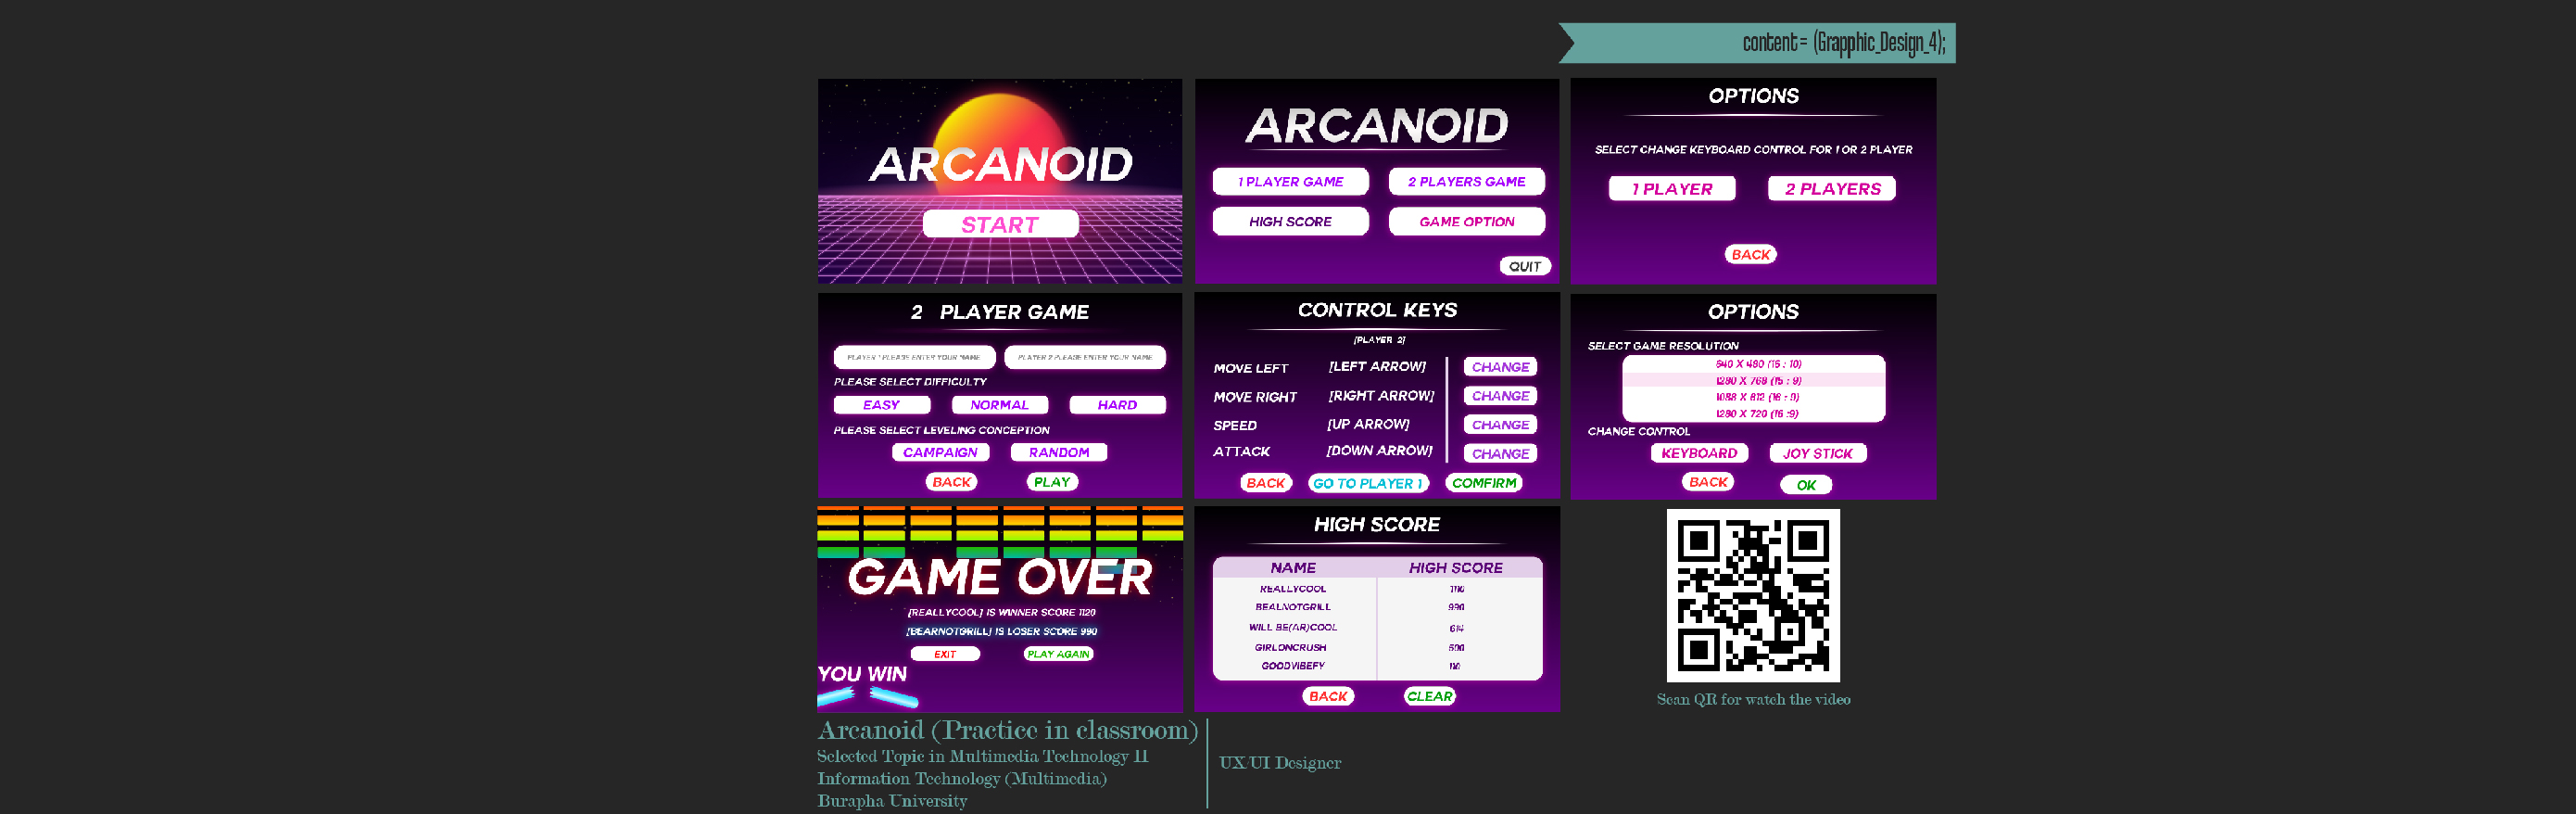 content= (Grapphic_Design_4);
ARCANOID
START
ARCANOID
1 PLAYER GAME
2 PLAYERS GAME
HIGH SCORE
GAME OPTION
QUIT
OPTIONS
SELECT CHANGE KEYBOARD CONTROL FOR 1 OR 2 PLAYER
1 PLAYER
2 PLAYERS
BACK
2 PLAYER GAME
PLAYER 1 PLEASE ENTER YOUR NAME
PLAYER 2 PLEASE ENTER YOUR NAME
PLEASE SELECT DIFFICULTY
EASY
NORMAL
HARD
PLEASE SELECT LEVELING CONCEPTION
CAMPAIGN
RANDOM
BACK
PLAY
CONTROL KEYS
[PLAYER 2]
MOVE LEFT [LEFT ARROW] CHANGE
MOVE RIGHT [RIGHT ARROW] CHANGE
SPEED [UP ARROW] CHANGE
ATTACK [DOWN ARROW] CHANGE
BACK
GO TO PLAYER 1
COMFIRM
OPTIONS
SELECT GAME RESOLUTION
640 X 480 (16 : 10)
1280 X 768 (15 : 9)
1088 X 612 (16 : 9)
1280 X 720 (16 :9)
CHANGE CONTROL
KEYBOARD
JOY STICK
BACK
OK
GAME OVER
[REALLYCOOL] IS WINNER SCORE 1120
[BEARNOTGRILL] IS LOSER SCORE 990
EXIT
PLAY AGAIN
YOU WIN
HIGH SCORE
NAME HIGH SCORE
REALLYCOOL 1110
BEALNOTGRILL 990
WILL BE(AR)COOL 614
GIRLONCRUSH 500
GOODVIBEFY 110
BACK
CLEAR
Scan QR for watch the video
Arcanoid (Practice in classroom)
Selected Topic in Multimedia Technology II
Information Technology (Multimedia)
Burapha University
UX/UI Designer